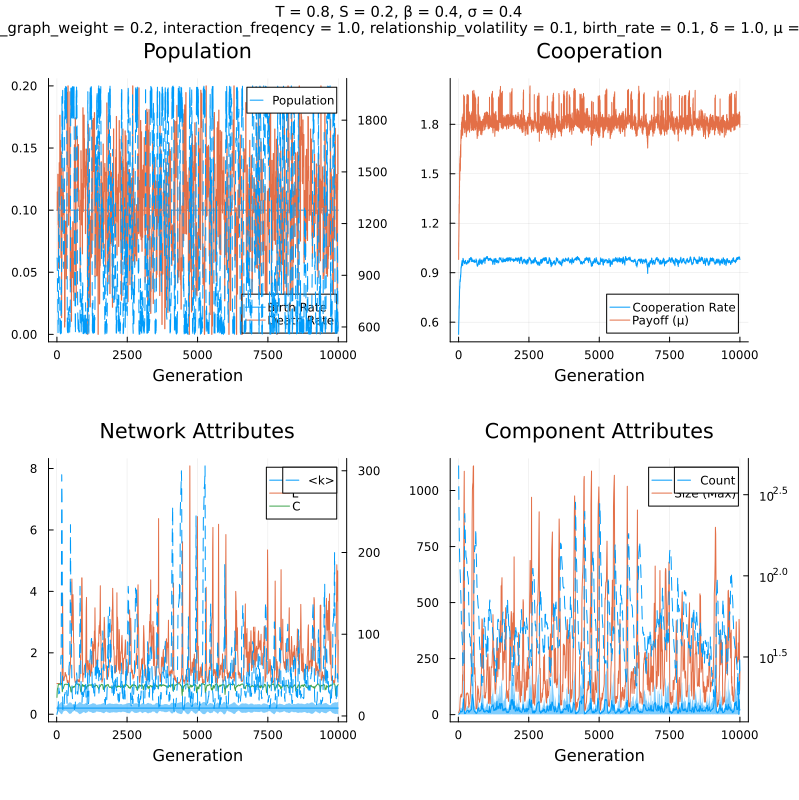 T = 0.8, S = 0.2, β = 0.4, σ = 0.4
_graph_weight = 0.2, interaction_freqency = 1.0, relationship_volatility = 0.1, birth_rate = 0.1, δ = 1.0, μ =
Population
Cooperation
0.20
0.15
0.10
0.05
0.00
1800
1500
1200
900
600
Population
Birth Rate
Death Rate
0 2500 5000 7500 10000
Generation
1.8
1.5
1.2
0.9
0.6
Cooperation Rate
Payoff (μ)
0 2500 5000 7500 10000
Generation
Network Attributes
Component Attributes
8
6
4
2
0
300
200
100
0
<k>
L
C
0 2500 5000 7500 10000
Generation
1000
750
500
250
0
10^2.5
10^2.0
10^1.5
Count
Size (Max)
0 2500 5000 7500 10000
Generation